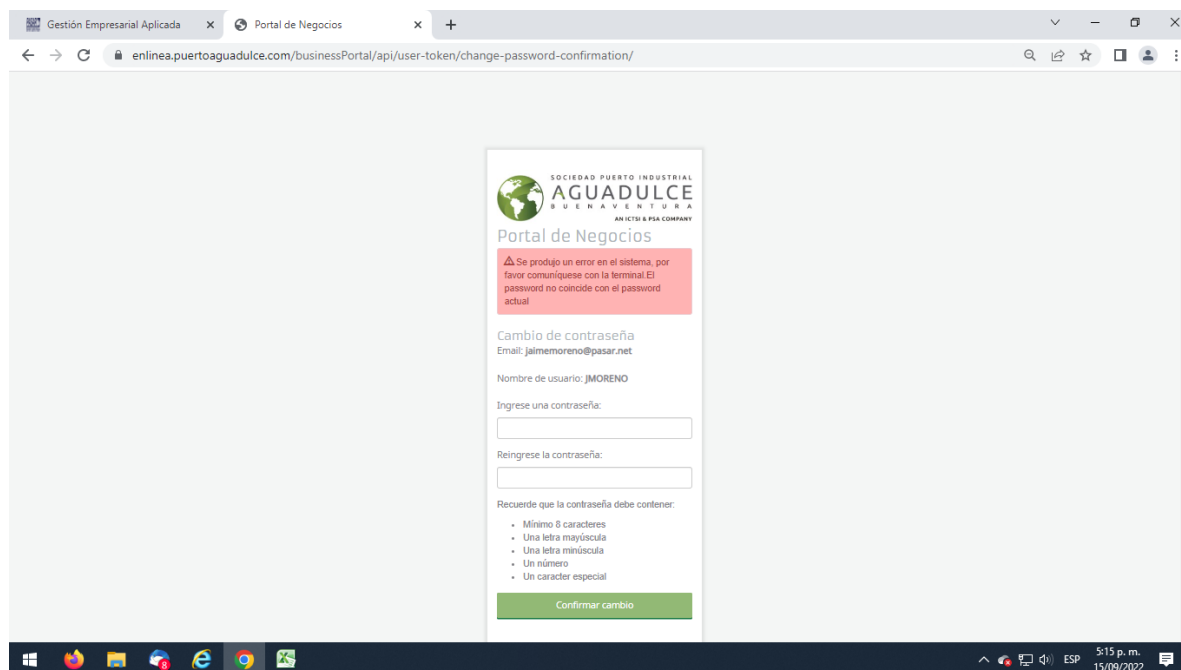 Gestión Empresarial Aplicada
Portal de Negocios
enlinea.puertoaguadulce.com/businessPortal/api/user-token/change-password-confirmation/
SOCIEDAD PUERTO INDUSTRIAL
AGUADULCE
BUENAVENTURA
AN ICTSI & PSA COMPANY
Portal de Negocios
Se produjo un error en el sistema, por
favor comuníquese con la terminal.El
password no coincide con el password
actual
Cambio de contraseña
Email: jaimemoreno@pasar.net
Nombre de usuario: JMORENO
Ingrese una contraseña:
Reingrese la contraseña:
Recuerde que la contraseña debe contener:
Mínimo 8 caracteres
Una letra mayúscula
Una letra minúscula
Un número
Un caracter especial
Confirmar cambio
ESP
5:15 p. m.
15/09/2022